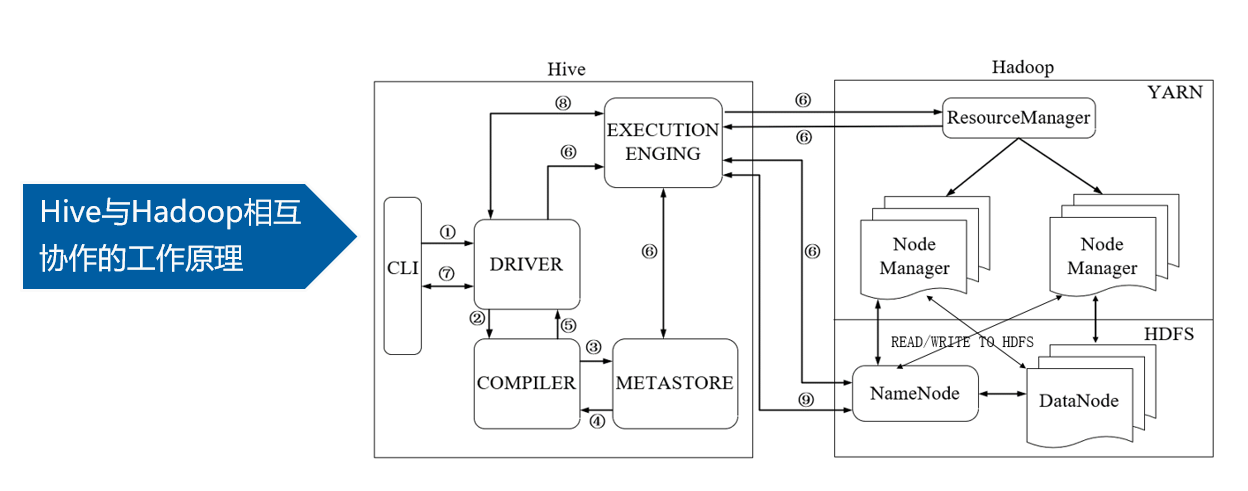 Hive与Hadoop相互
协作的工作原理
Hive
Hadoop
YARN
⑧
⑥
EXECUTION
ENGING
⑥
⑥
ResourceManager
CLI
①
⑦
DRIVER
⑥
⑥
Node
Manager
Node
Manager
②
⑤
③
④
COMPILER
METASTORE
READ/WRITE TO HDFS
HDFS
⑨
NameNode
DataNode